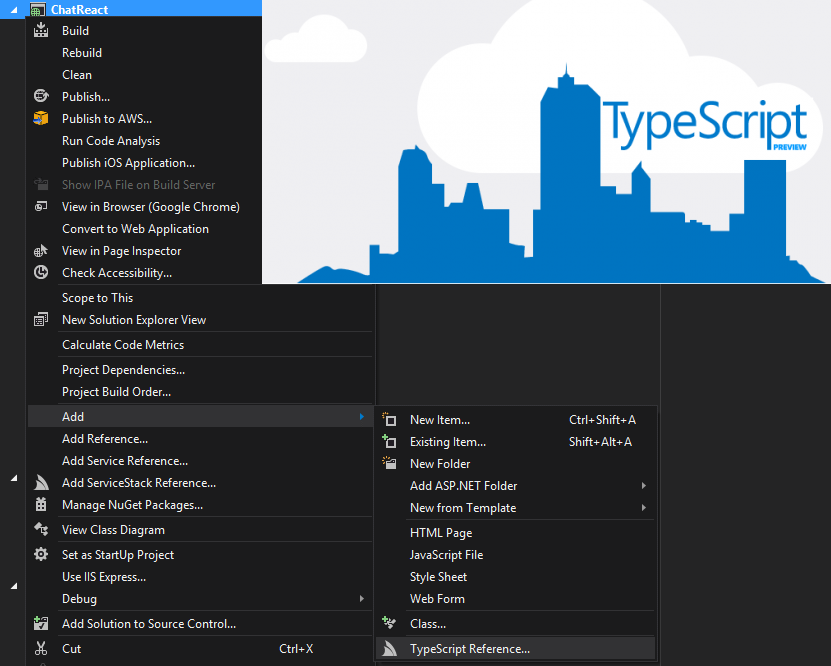 ChatReact
Build
Rebuild
Clean
Publish...
Publish to AWS...
Run Code Analysis
Publish iOS Application...
Show IPA File on Build Server
View in Browser (Google Chrome)
Convert to Web Application
View in Page Inspector
Check Accessibility...
Scope to This
New Solution Explorer View
Calculate Code Metrics
Project Dependencies...
Project Build Order...
Add
Add Reference...
Add Service Reference...
Add ServiceStack Reference...
Manage NuGet Packages...
View Class Diagram
Set as StartUp Project
Use IIS Express...
Debug
Add Solution to Source Control...
Cut Ctrl+X
TypeScript
PREVIEW
New Item... Ctrl+Shift+A
Existing Item... Shift+Alt+A
New Folder
Add ASP.NET Folder
New from Template
HTML Page
JavaScript File
Style Sheet
Web Form
Class...
TypeScript Reference...